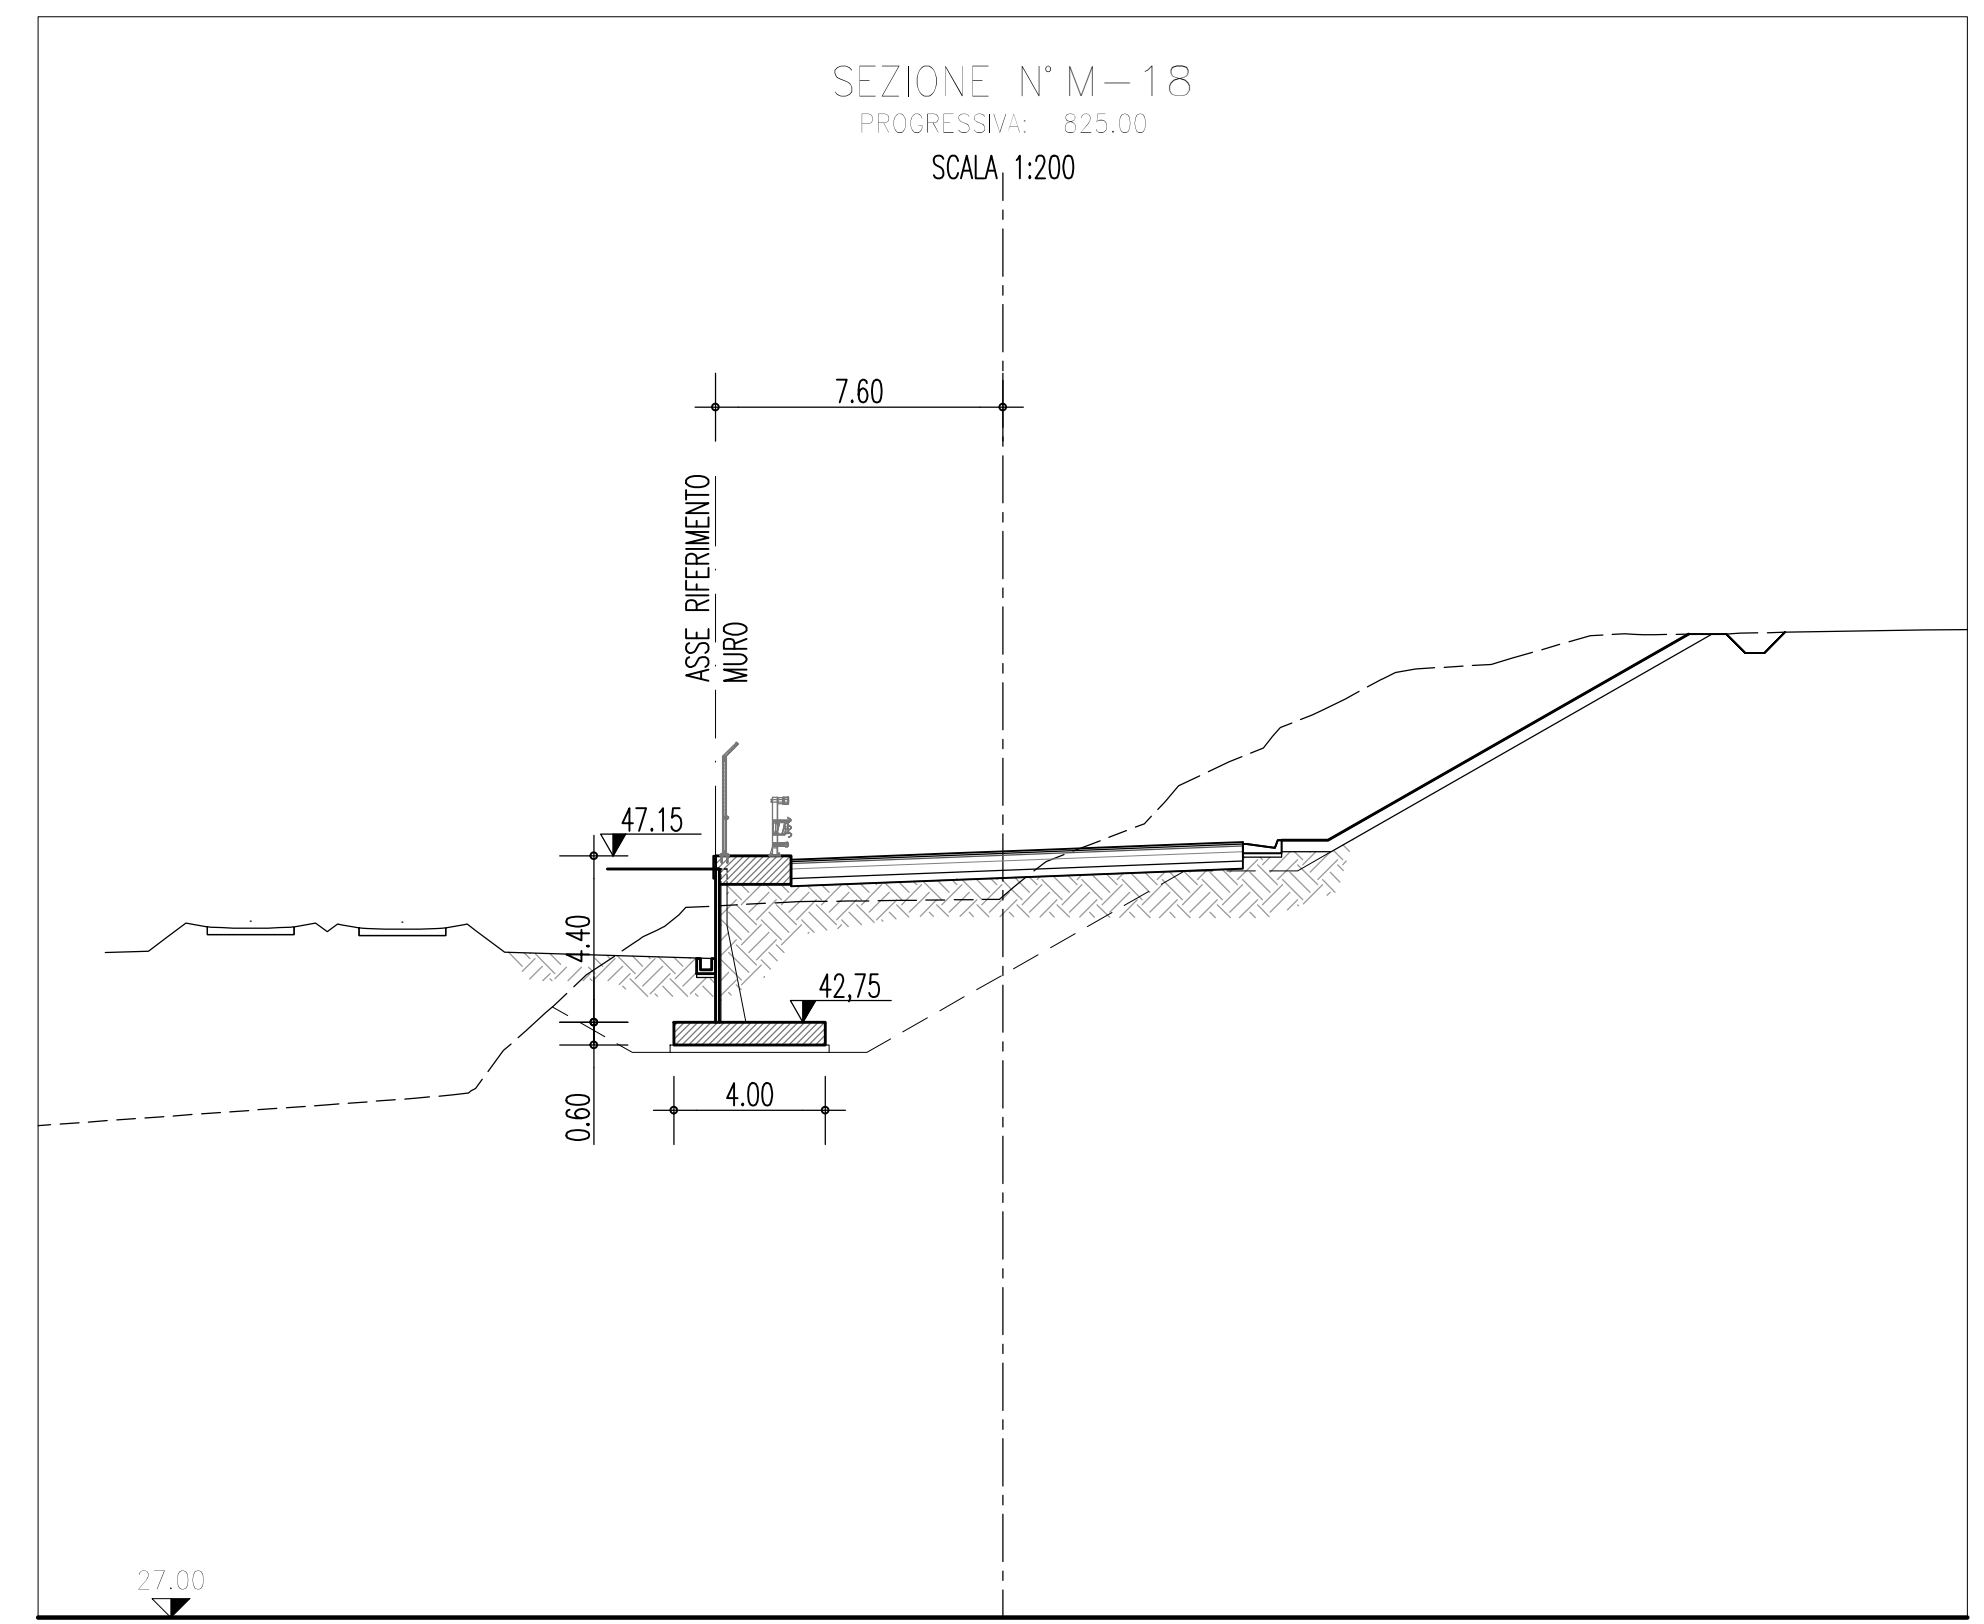 SEZIONE N° M-18
PROGRESSIVA: 825.00
SCALA 1:200
7.60
ASSE RIFERIMENTO
MURO
47.15
4.40
42,75
4.00
0.60
27.00